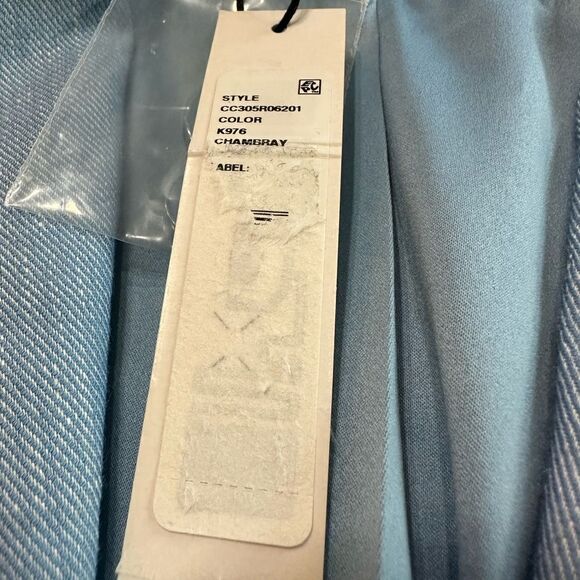 STYLE
CC305R06201
COLOR
K976
CHAMBRAY
ABEL: